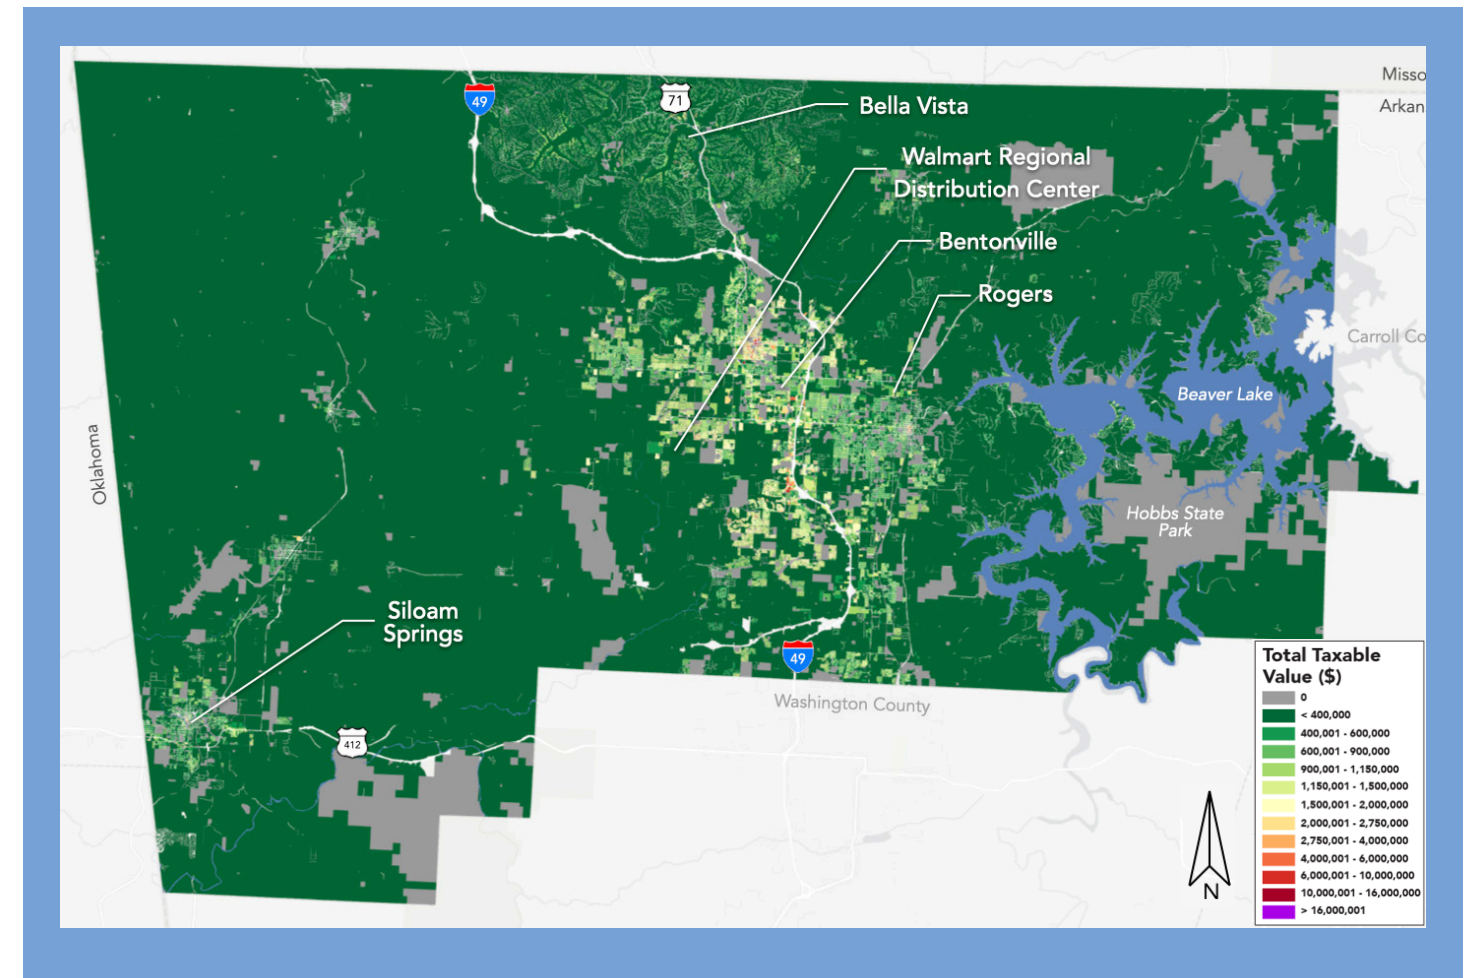 Misso
Arkan
49
71
Bella Vista
Walmart Regional
Distribution Center
Bentonville
Rogers
Carroll Co
Beaver Lake
Oklahoma
Hobbs State
Park
Siloam
Springs
49
Washington County
412
N
Total Taxable
Value ($)
0
< 400,000
400,001 - 600,000
600,001 - 900,000
900,001 - 1,150,000
1,150,001 - 1,500,000
1,500,001 - 2,000,000
2,000,001 - 2,750,000
2,750,001 - 4,000,000
4,000,001 - 6,000,000
6,000,001 - 10,000,000
10,000,001 - 16,000,000
> 16,000,001